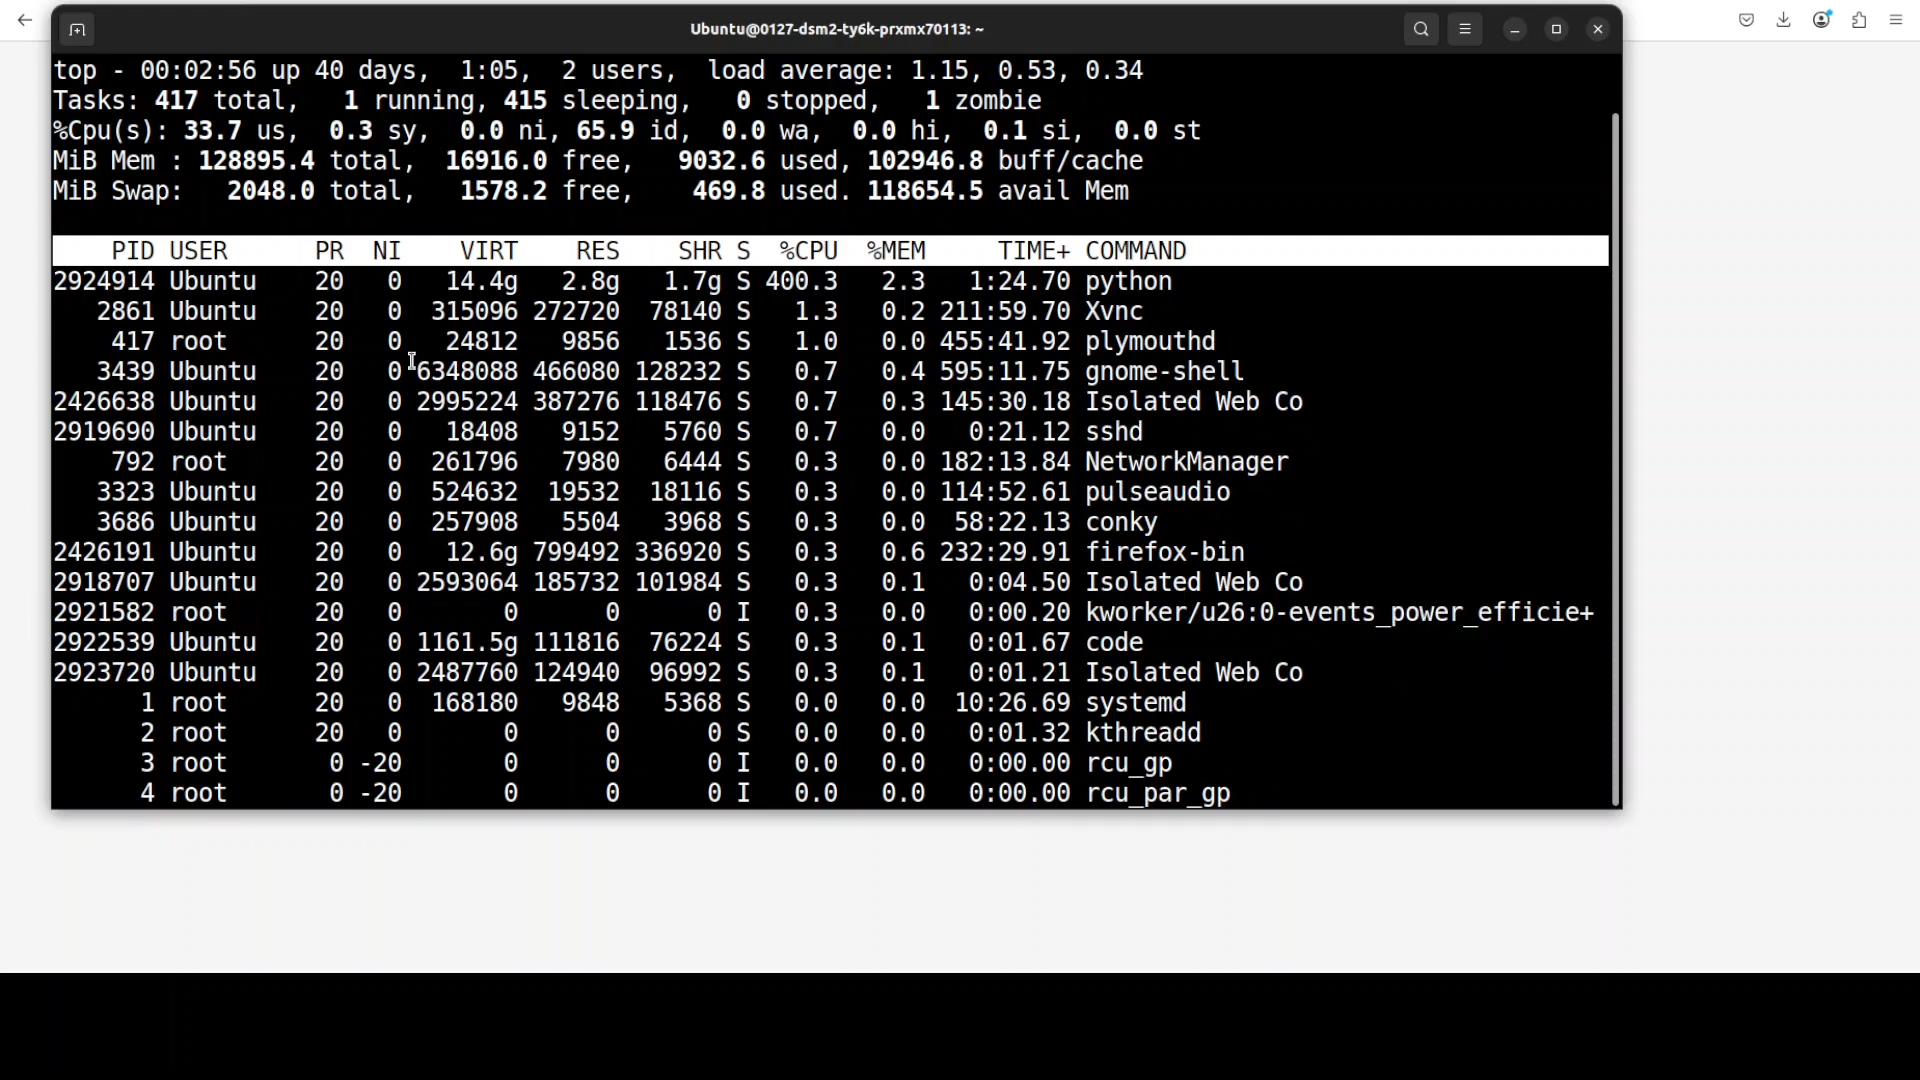 Ubuntu@0127-dsm2-ty6k-prxmx70113: ~
top - 00:02:56 up 40 days,  1:05,  2 users,  load average: 1.15, 0.53, 0.34
Tasks: 417 total,   1 running, 415 sleeping,   0 stopped,   1 zombie
%Cpu(s): 33.7 us,  0.3 sy,  0.0 ni, 65.9 id,  0.0 wa,  0.0 hi,  0.1 si,  0.0 st
MiB Mem : 128895.4 total,  16916.0 free,   9032.6 used, 102946.8 buff/cache
MiB Swap:   2048.0 total,   1578.2 free,    469.8 used. 118654.5 avail Mem
PID USER      PR  NI    VIRT    RES    SHR S  %CPU  %MEM     TIME+ COMMAND
2924914 Ubuntu    20   0   14.4g   2.8g   1.7g S 400.3   2.3   1:24.70 python
2861 Ubuntu    20   0  315096 272720  78140 S   1.3   0.2 211:59.70 Xvnc
417 root      20   0   24812   9856   1536 S   1.0   0.0 455:41.92 plymouthd
3439 Ubuntu    20   0 6348088 466080 128232 S   0.7   0.4 595:11.75 gnome-shell
2426638 Ubuntu    20   0 2995224 387276 118476 S   0.7   0.3 145:30.18 Isolated Web Co
2919690 Ubuntu    20   0   18408   9152   5760 S   0.7   0.0   0:21.12 sshd
792 root      20   0  261796   7980   6444 S   0.3   0.0 182:13.84 NetworkManager
3323 Ubuntu    20   0  524632  19532  18116 S   0.3   0.0 114:52.61 pulseaudio
3686 Ubuntu    20   0  257908   5504   3968 S   0.3   0.0  58:22.13 conky
2426191 Ubuntu    20   0   12.6g 799492 336920 S   0.3   0.6 232:29.91 firefox-bin
2918707 Ubuntu    20   0 2593064 185732 101984 S   0.3   0.1   0:04.50 Isolated Web Co
2921582 root      20   0       0      0      0 I   0.3   0.0   0:00.20 kworker/u26:0-events_power_efficie+
2922539 Ubuntu    20   0 1161.5g 111816  76224 S   0.3   0.1   0:01.67 code
2923720 Ubuntu    20   0 2487760 124940  96992 S   0.3   0.1   0:01.21 Isolated Web Co
1 root      20   0  168180   9848   5368 S   0.0   0.0  10:26.69 systemd
2 root      20   0       0      0      0 S   0.0   0.0   0:01.32 kthreadd
3 root       0 -20       0      0      0 I   0.0   0.0   0:00.00 rcu_gp
4 root       0 -20       0      0      0 I   0.0   0.0   0:00.00 rcu_par_gp